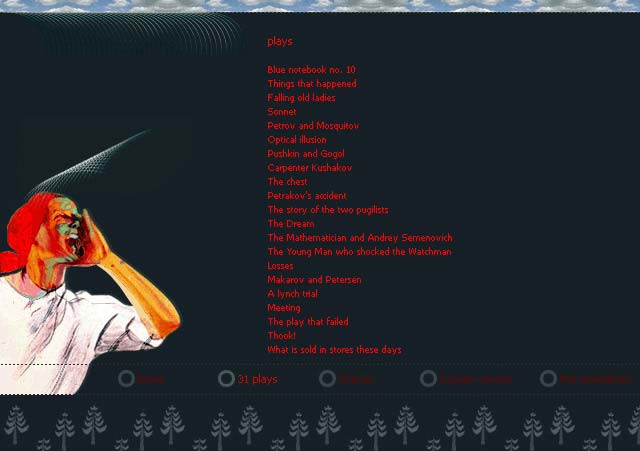 plays
Blue notebook no. 10
Things that happened
Falling old ladies
Sonnet
Petrov and Mosquitov
Optical illusion
Pushkin and Gogol
Carpenter Kushakov
The chest
Petrakov's accident
The story of the two pugilists
The Dream
The Mathematician and Andrey Semenovich
The Young Man who shocked the Watchman
Losses
Makarov and Petersen
A lynch trial
Meeting
The play that failed
Thook!
What is sold in stores these days
31 plays